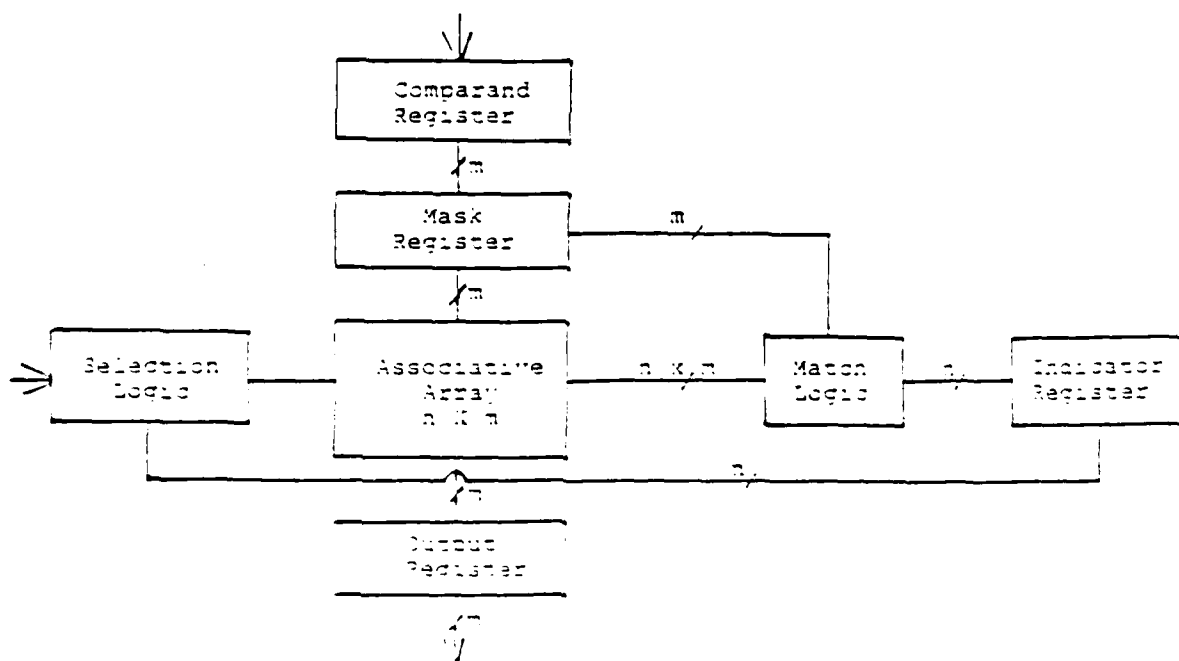 Comparand
Register
m
Mask
Register
m
m
Selection
Logic
Associative
Array
n X m
n x m
Match
Logic
n
Indicator
Register
n
m
Output
Register
m